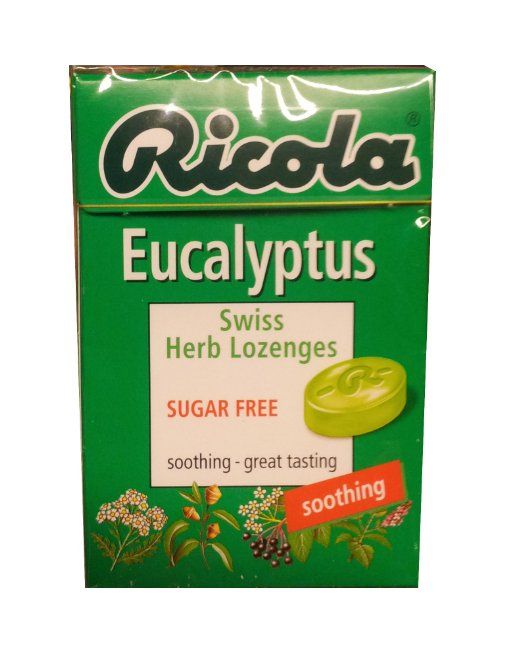 Ricola®
Eucalyptus
Swiss
Herb Lozenges
SUGAR FREE
soothing - great tasting
soothing